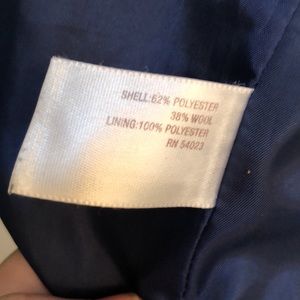 SHELL:62% POLYESTER
38% WOOL
LINING:100% POLYESTER
RN 54023